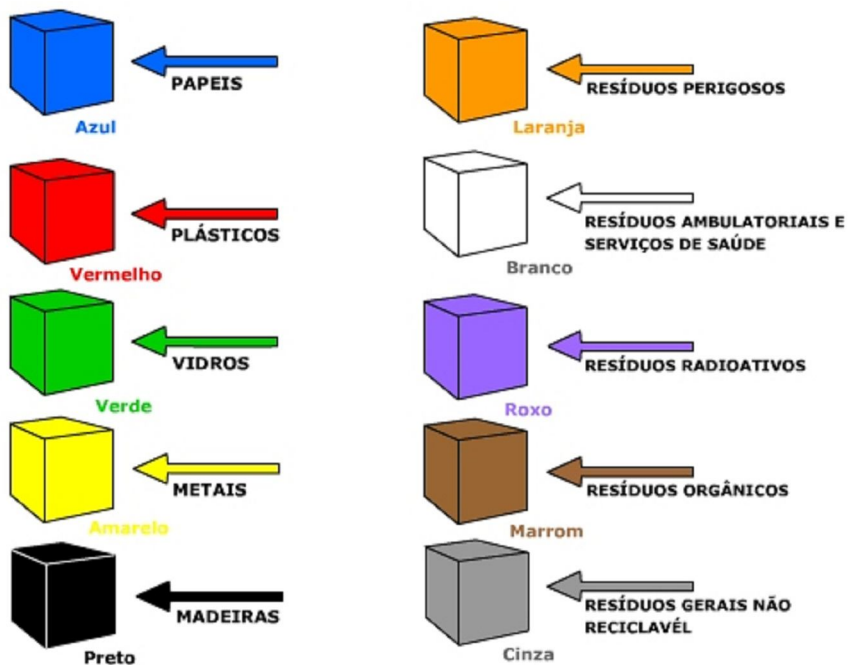 PAPEIS
Azul
PLÁSTICOS
Vermelho
VIDROS
Verde
METAIS
Amarelo
MADEIRAS
Preto
RESÍDUOS PERIGOSOS
Laranja
RESÍDUOS AMBULATORIAIS E
SERVIÇOS DE SAÚDE
Branco
RESÍDUOS RADIOATIVOS
Roxo
RESÍDUOS ORGÂNICOS
Marrom
RESÍDUOS GERAIS NÃO
RECICLAVÉL
Cinza